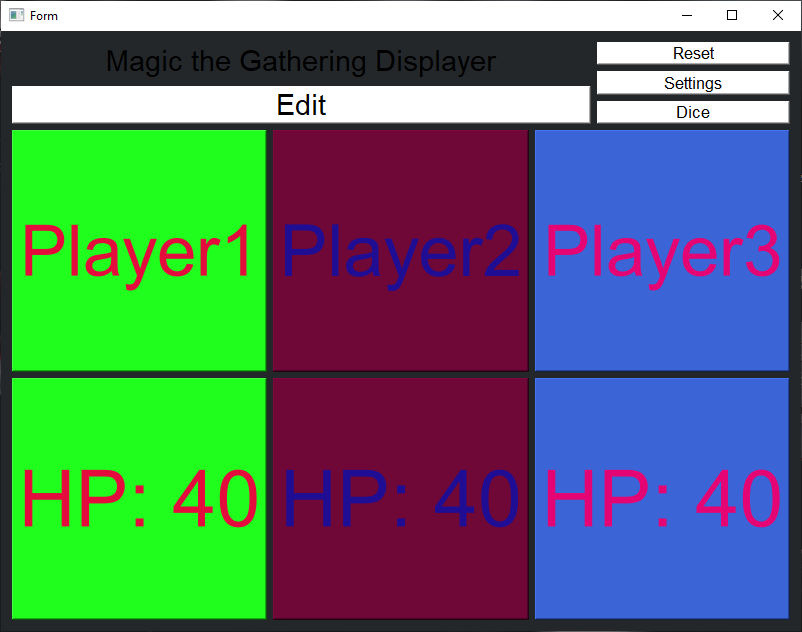 Form
Magic the Gathering Displayer
Edit
Reset
Settings
Dice
Player1
Player2
Player3
HP: 40
HP: 40
HP: 40